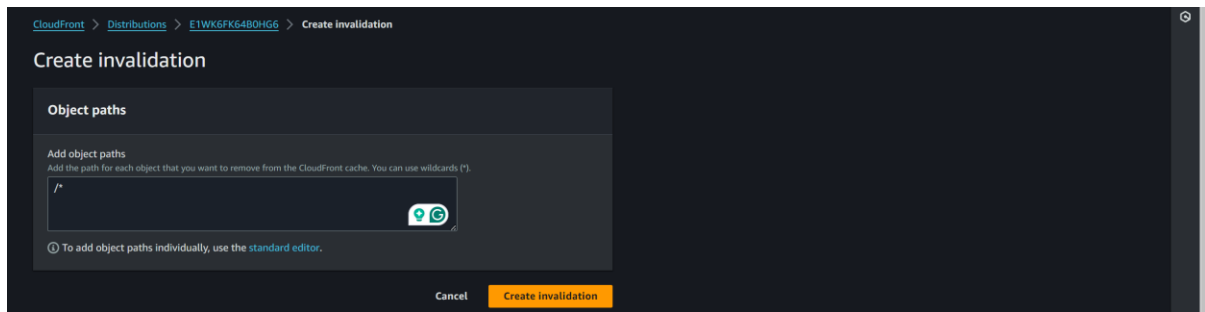 CloudFront > Distributions > E1WK6FK64B0HG6 > Create invalidation
Create invalidation
Object paths
Add object paths
Add the path for each object that you want to remove from the CloudFront cache. You can use wildcards (*).
/*
To add object paths individually, use the standard editor.
Cancel Create invalidation